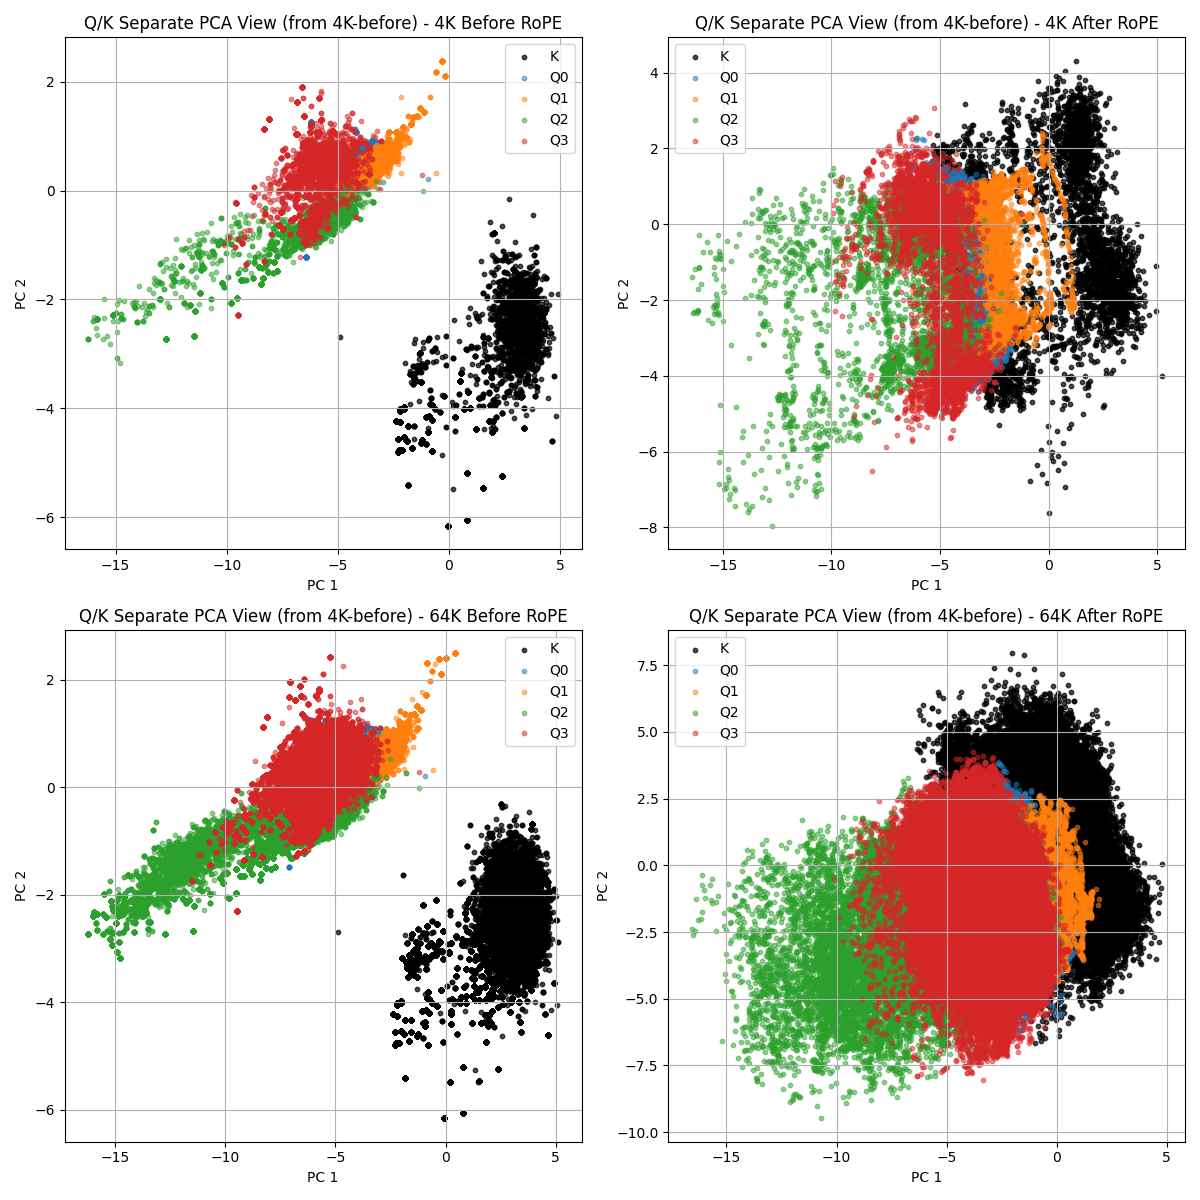 Q/K Separate PCA View (from 4K-before) - 4K Before RoPE
K
Q0
Q1
Q2
Q3
2
0
−2
−4
−6
PC 2
−15
−10
−5
0
5
PC 1
Q/K Separate PCA View (from 4K-before) - 4K After RoPE
K
Q0
Q1
Q2
Q3
4
2
0
−2
−4
−6
−8
PC 2
−15
−10
−5
0
5
PC 1
Q/K Separate PCA View (from 4K-before) - 64K Before RoPE
K
Q0
Q1
Q2
Q3
2
0
−2
−4
−6
PC 2
−15
−10
−5
0
5
PC 1
Q/K Separate PCA View (from 4K-before) - 64K After RoPE
K
Q0
Q1
Q2
Q3
7.5
5.0
2.5
0.0
−2.5
−5.0
−7.5
−10.0
PC 2
−15
−10
−5
0
5
PC 1